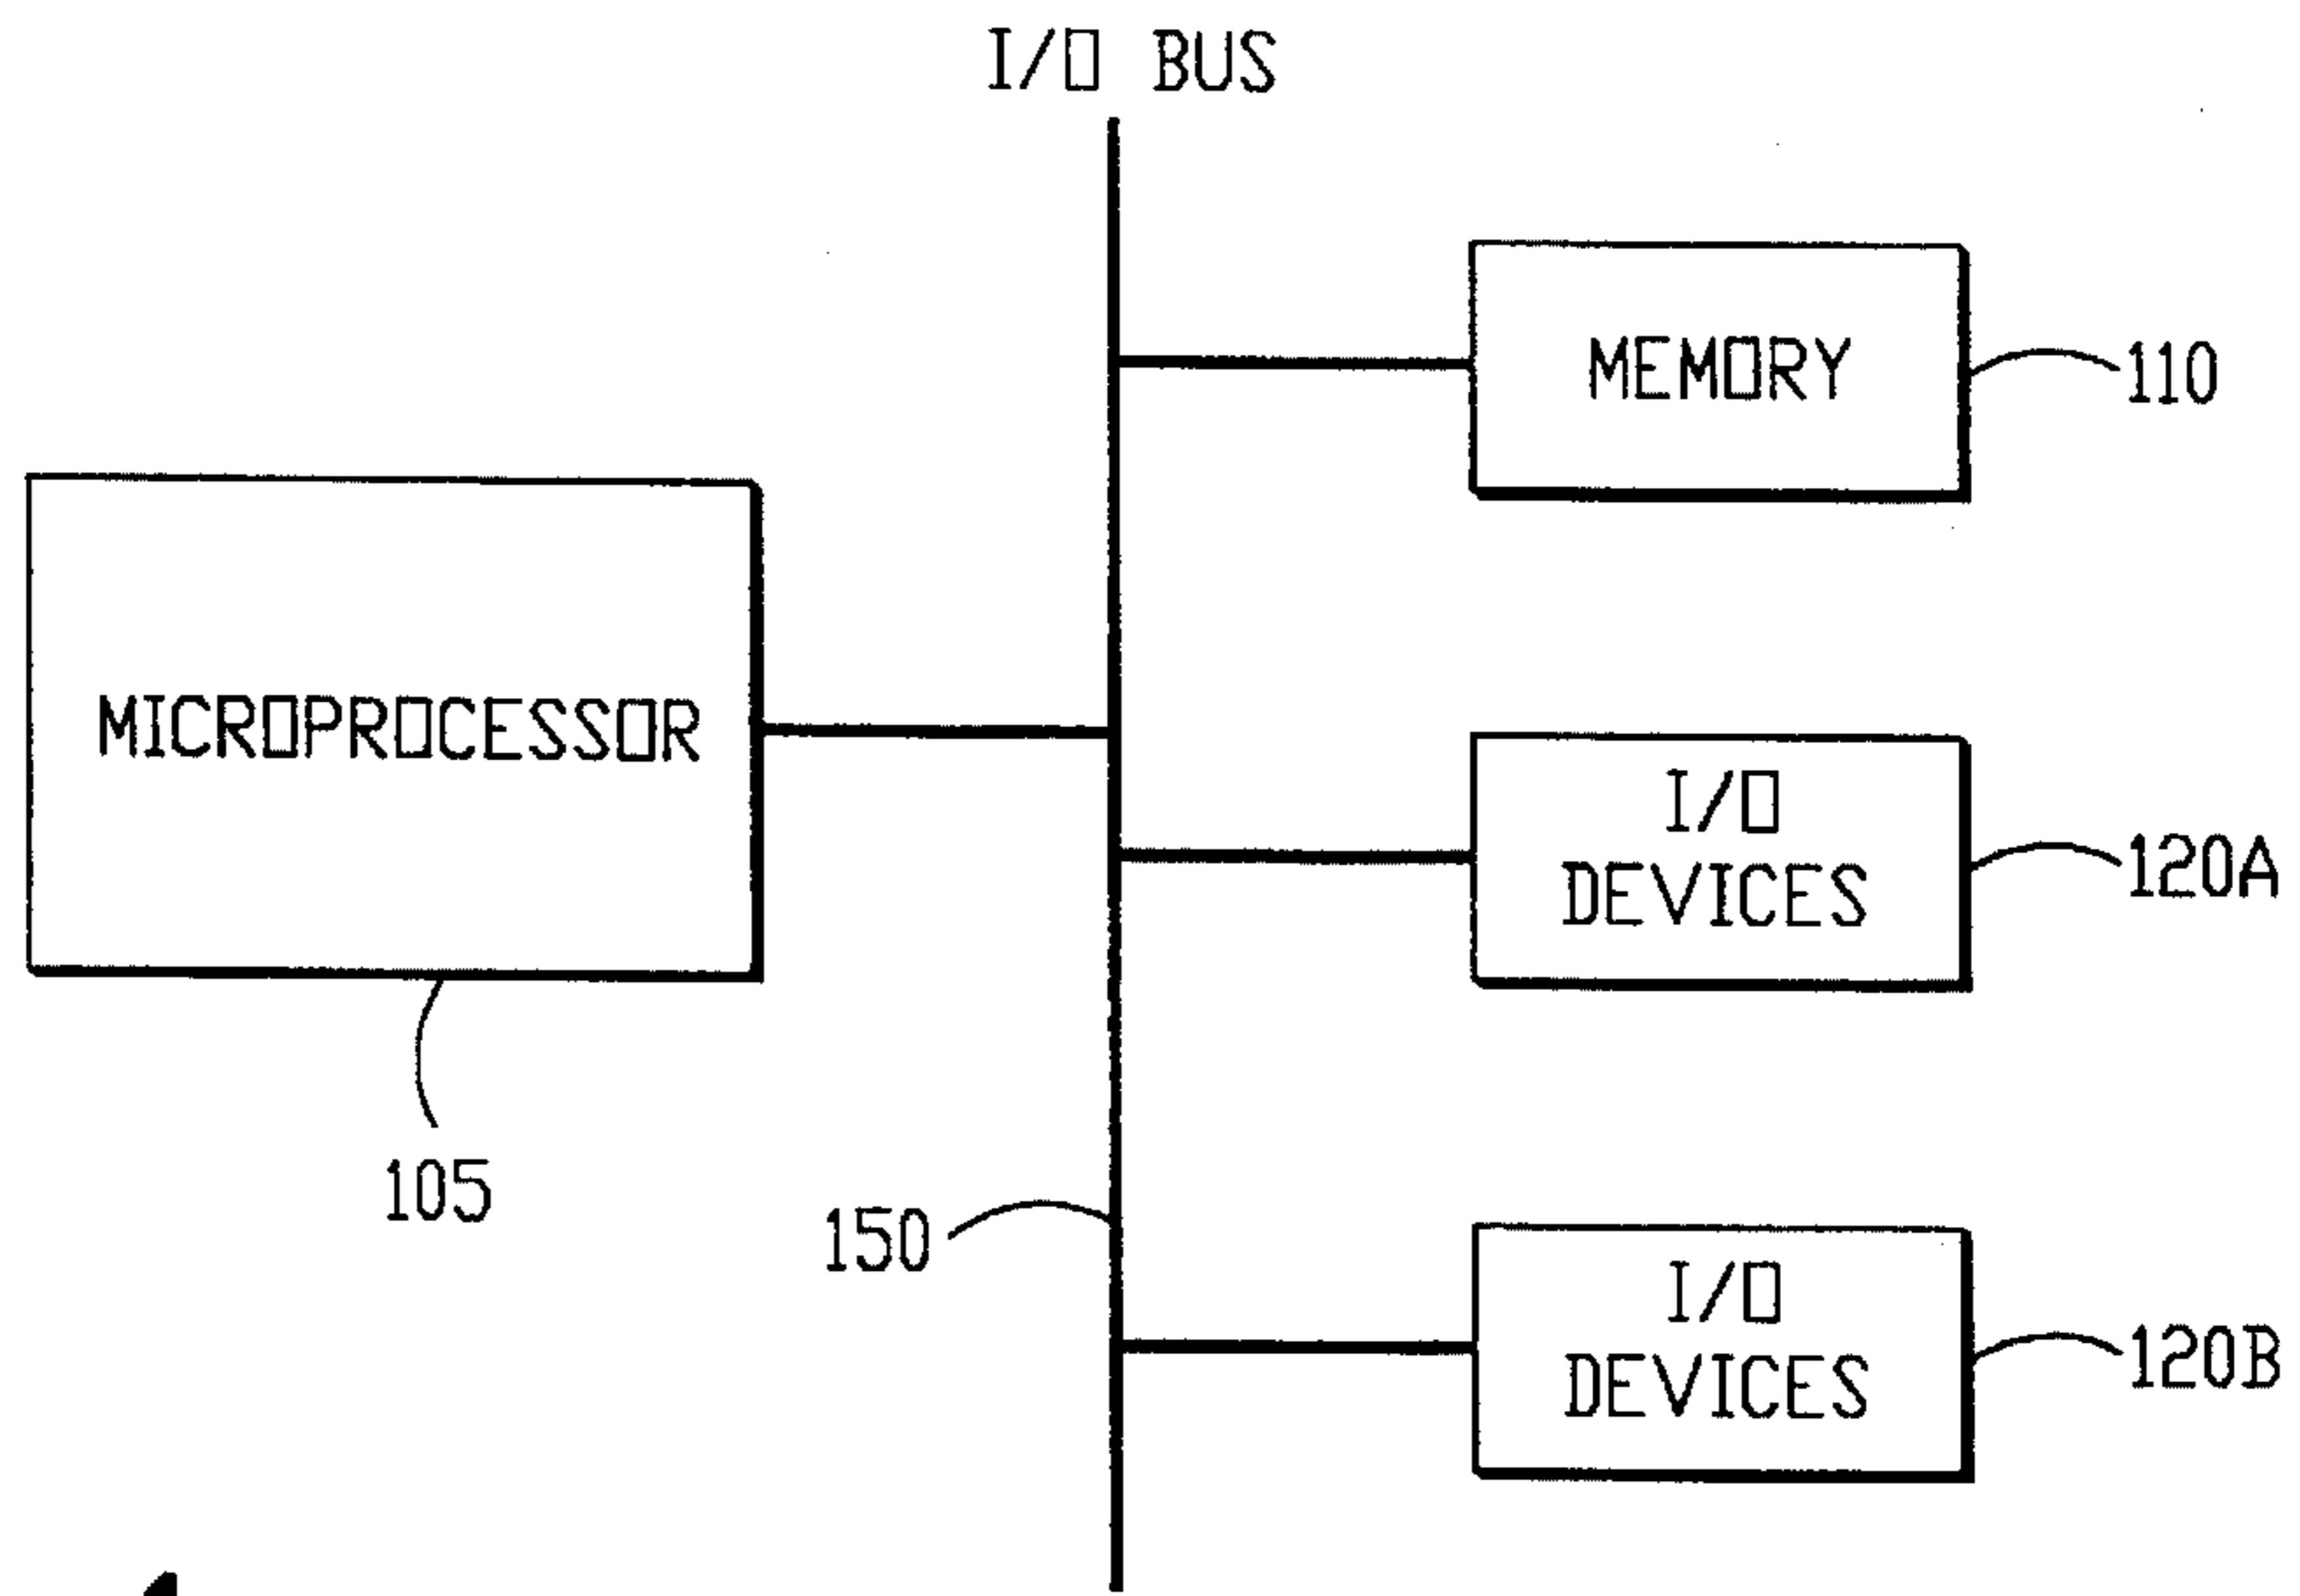 I/O BUS
MEMORY
110
MICROPROCESSOR
I/O
DEVICES
120A
105
150
I/O
DEVICES
120B